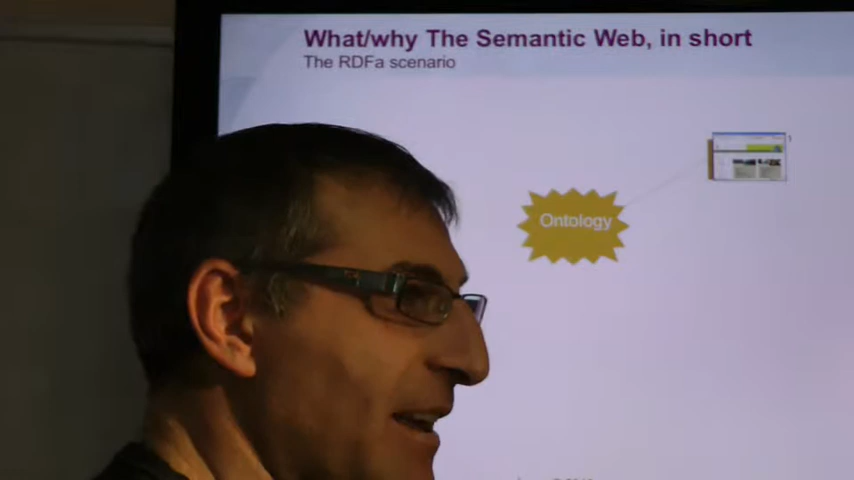 What/why The Semantic Web, in short
The RDFa scenario
Ontology